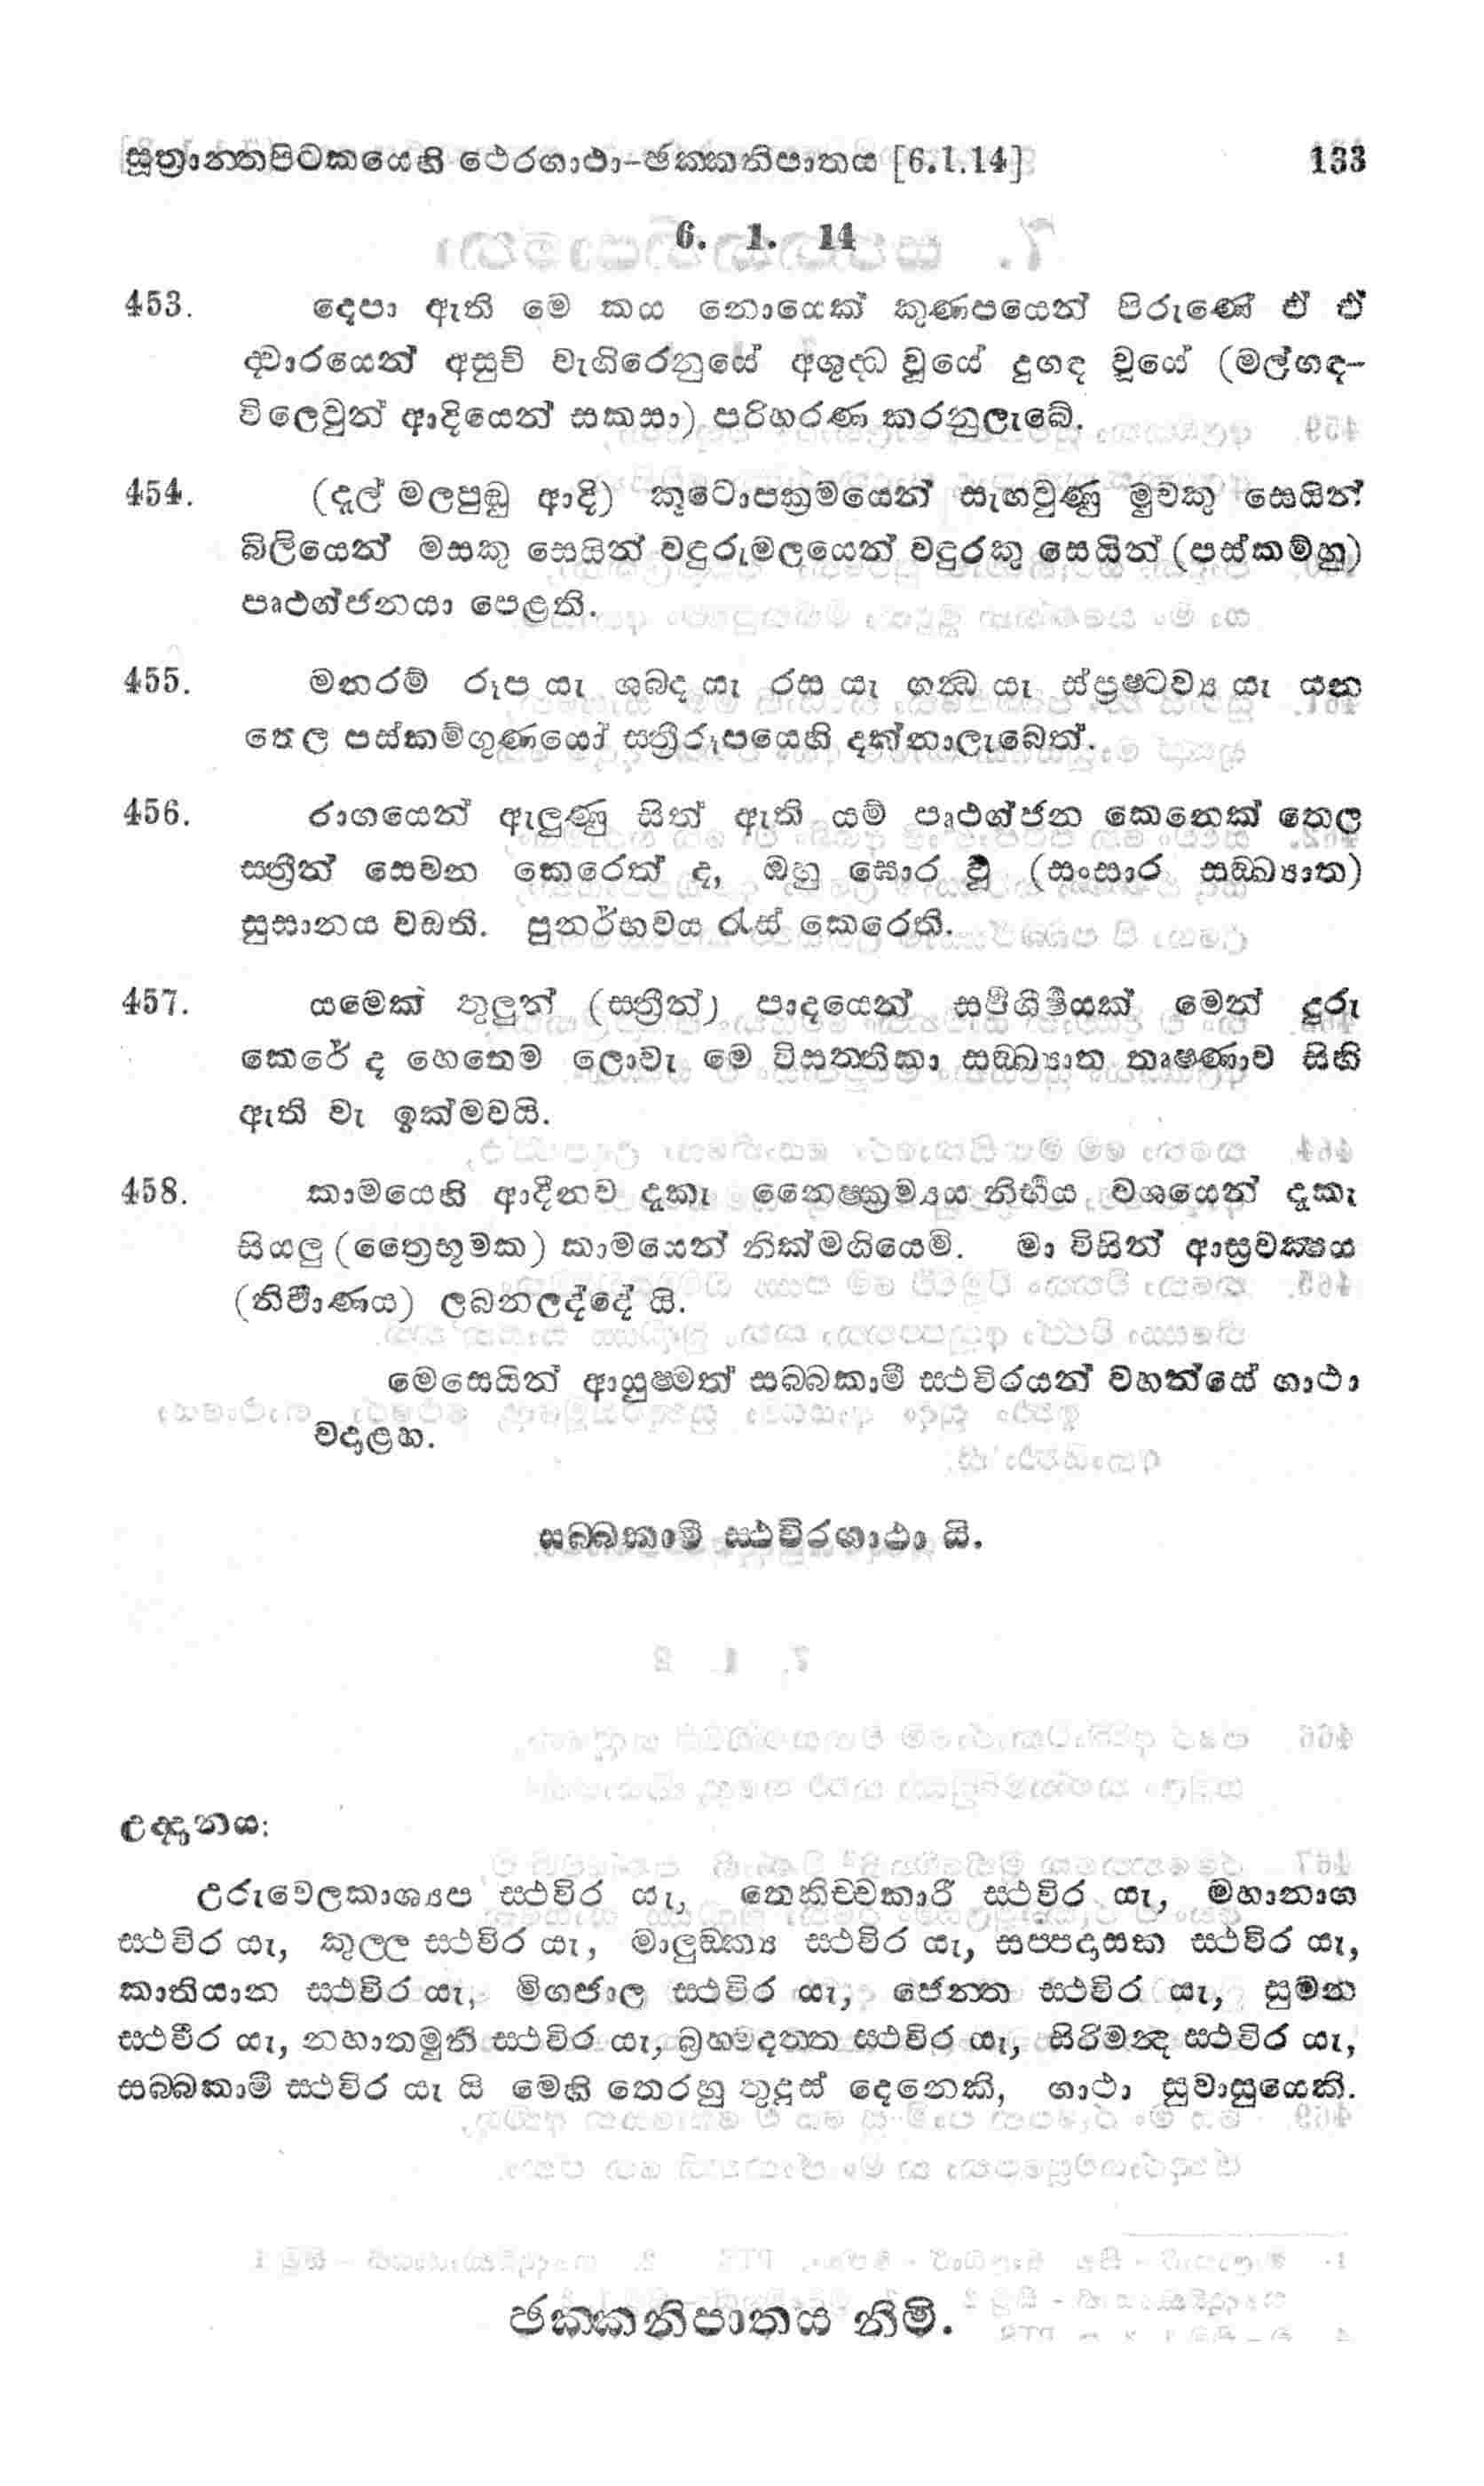 සූත්‍රාන්තපිටකයෙහි ථෙරගාථා-ඡක්කනිපාතය [6.1.14] 133
6. 1. 14
453. දෙපා ඇති මෙ කය නොයෙක් කුණපයෙන් පිරුණේ ඒ ඒ
ද්වාරයෙන් අසුචි වැගිරෙනුයේ අශුද්ධ වූයේ දුගඳ වූයේ (මල්ගඳ-
විලෙවුන් ආදියෙන් සකසා) පරිහරණ කරනුලැබේ.
454. (දැල් මලපුඬු ආදි) කූටොපක්‍රමයෙන් සැඟවුණු මුවකු සෙයින්
බිලියෙන් මසකු සෙයින් වඳුරුමලයෙන් වඳුරකු සෙයින් (පස්කම්හු)
පෘථග්ජනයා පෙළති.
455. මනරම් රූප යැ ශබ්ද යැ රස යැ ගන්ධ යැ ස්ප්‍රෂ්ටව්‍ය යැ යන
තෙල පස්කම්ගුණයෝ ස්ත්‍රීරූපයෙහි දක්නාලැබෙත්.
456. රාගයෙන් ඇලුණු සිත් ඇති යම් පෘථග්ජන කෙනෙක් තෙල
ස්ත්‍රීන් සෙවන කෙරෙත් ද, ඔහු ඝොර වූ (සංසාර සඞ්ඛ්‍යාත)
සුසානය වඩති. පුනර්භවය රැස් කෙරෙති.
457. යමෙක් තුලූන් (ස්ත්‍රීන්) පාදයෙන් සර්පශීර්ෂයක් මෙන් දුරු
කෙරේ ද හෙතෙම ලොවැ මෙ විසත්තිකා සඞ්ඛ්‍යාත තෘෂ්ණාව සිහි
ඇති වැ ඉක්මවයි.
458. කාමයෙහි ආදීනව දැකැ නෛෂ්ක්‍රම්‍යය නිර්භය වශයෙන් දැකැ
සියලු (ත්‍රෛභූමක) කාමයෙන් නික්මගියෙමි. මා විසින් ආස්‍රවක්ෂය
(නිර්වාණය) ලබනලද්දේ යි.
මෙසෙයින් ආයුෂ්මත් සබ්බකාමී ස්ථවිරයන් වහන්සේ ගාථා
වදාළහ.
සබ්බකාමී ස්ථවිරගාථා යි.
උද්දානය:
උරුවෙලකාශ්‍යප ස්ථවිර යැ, තෙකිච්චකාරී ස්ථවිර යැ, මහානාග
ස්ථවිර යැ, කුල්ල ස්ථවිර යැ, මාලුඞ්ක්‍ය ස්ථවිර යැ, සප්පදාසක ස්ථවිර යැ,
කාතියාන ස්ථවිර යැ, මිගජාල ස්ථවිර යැ, ජෙන්ත ස්ථවිර යැ, සුමන
ස්ථවිර යැ, නහාතමුනි ස්ථවිර යැ, බ්‍රහ්මදත්ත ස්ථවිර යැ, සිරිමන්ද ස්ථවිර යැ,
සබ්බකාමී ස්ථවිර යැ යි මෙහි තෙරහු තුදුස් දෙනෙකි, ගාථා සුවාසූයෙකි.
ඡක්කනිපාතය නිමි.